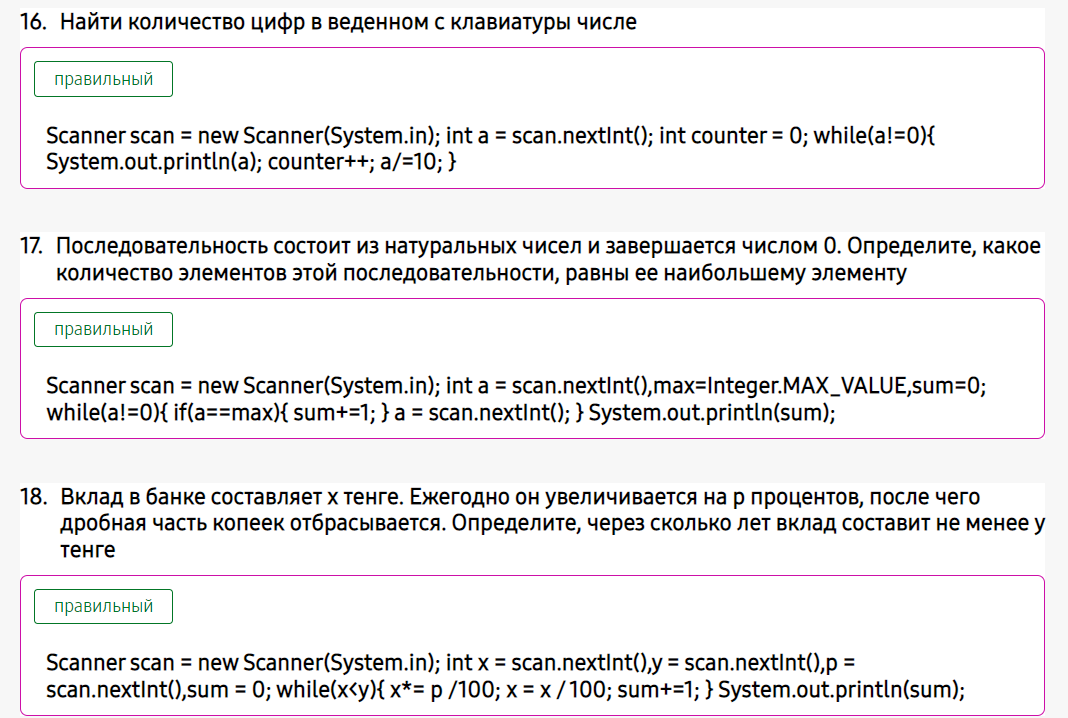 16. Найти количество цифр в веденном с клавиатуры числе
правильный
Scanner scan = new Scanner(System.in); int a = scan.nextInt(); int counter = 0; while(a!=0){
System.out.println(a); counter++; a/=10; }
17. Последовательность состоит из натуральных чисел и завершается числом 0. Определите, какое
количество элементов этой последовательности, равны ее наибольшему элементу
правильный
Scanner scan = new Scanner(System.in); int a = scan.nextInt(),max=Integer.MAX_VALUE,sum=0;
while(a!=0){ if(a==max){ sum+=1; } a = scan.nextInt(); } System.out.println(sum);
18. Вклад в банке составляет x тенге. Ежегодно он увеличивается на p процентов, после чего
дробная часть копеек отбрасывается. Определите, через сколько лет вклад составит не менее y
тенге
правильный
Scanner scan = new Scanner(System.in); int x = scan.nextInt(),y = scan.nextInt(),p =
scan.nextInt(),sum = 0; while(x<y){ x*= p /100; x = x / 100; sum+=1; } System.out.println(sum);